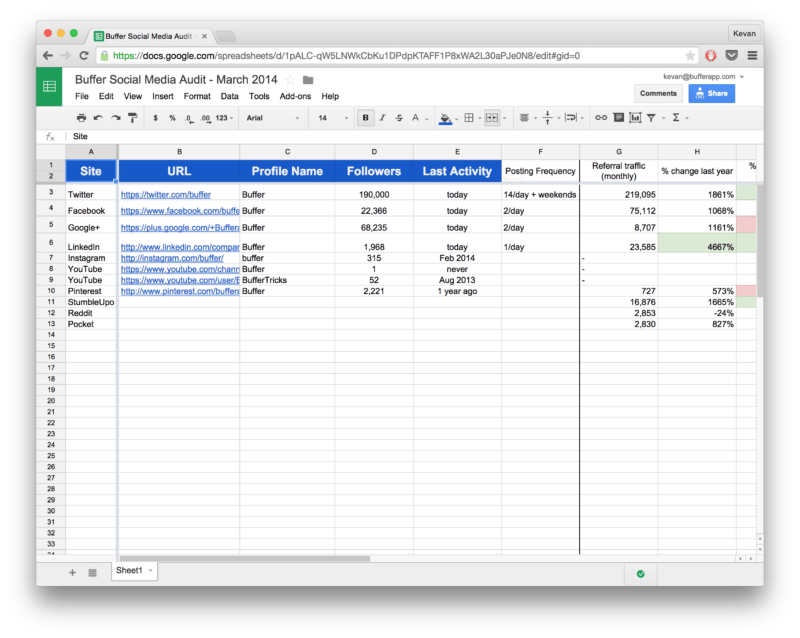 Buffer Social Media Audit - ×
Kevan
https://docs.google.com/spreadsheets/d/1pALC-qW5LNWkCbKu1DPdpKTAFF1P8xWA2L30aPJe0N8/edit#gid=0
Buffer Social Media Audit - March 2014
kevan@bufferapp.com
File Edit View Insert Format Data Tools Add-ons Help
Comments Share
$ % .0 .00 123 Arial 14 B I S A Σ
fx Site
A B C D E F G H
1
2
Site URL Profile Name Followers Last Activity Posting Frequency Referral traffic (monthly) % change last year %
3 Twitter https://twitter.com/buffer Buffer 190,000 today 14/day + weekends 219,095 1861%
4 Facebook https://www.facebook.com/buffe Buffer 22,366 today 2/day 75,112 1068%
5 Google+ https://plus.google.com/+Buffer Buffer 68,235 today 2/day 8,707 1161%
6 LinkedIn http://www.linkedin.com/compar Buffer 1,968 today 1/day 23,585 4667%
7 Instagram http://instagram.com/buffer/ buffer 315 Feb 2014 -
8 YouTube https://www.youtube.com/chann Buffer 1 never -
9 YouTube https://www.youtube.com/user/E BufferTricks 52 Aug 2013 -
10 Pinterest http://www.pinterest.com/buffera Buffer 2,221 1 year ago 727 573%
11 StumbleUpo 16,876 1665%
12 Reddit 2,853 -24%
13 Pocket 2,830 827%
14
15
16
17
18
19
20
21
22
23
24
25
26
27
28
29
30
31
32
33
34
+ Sheet1